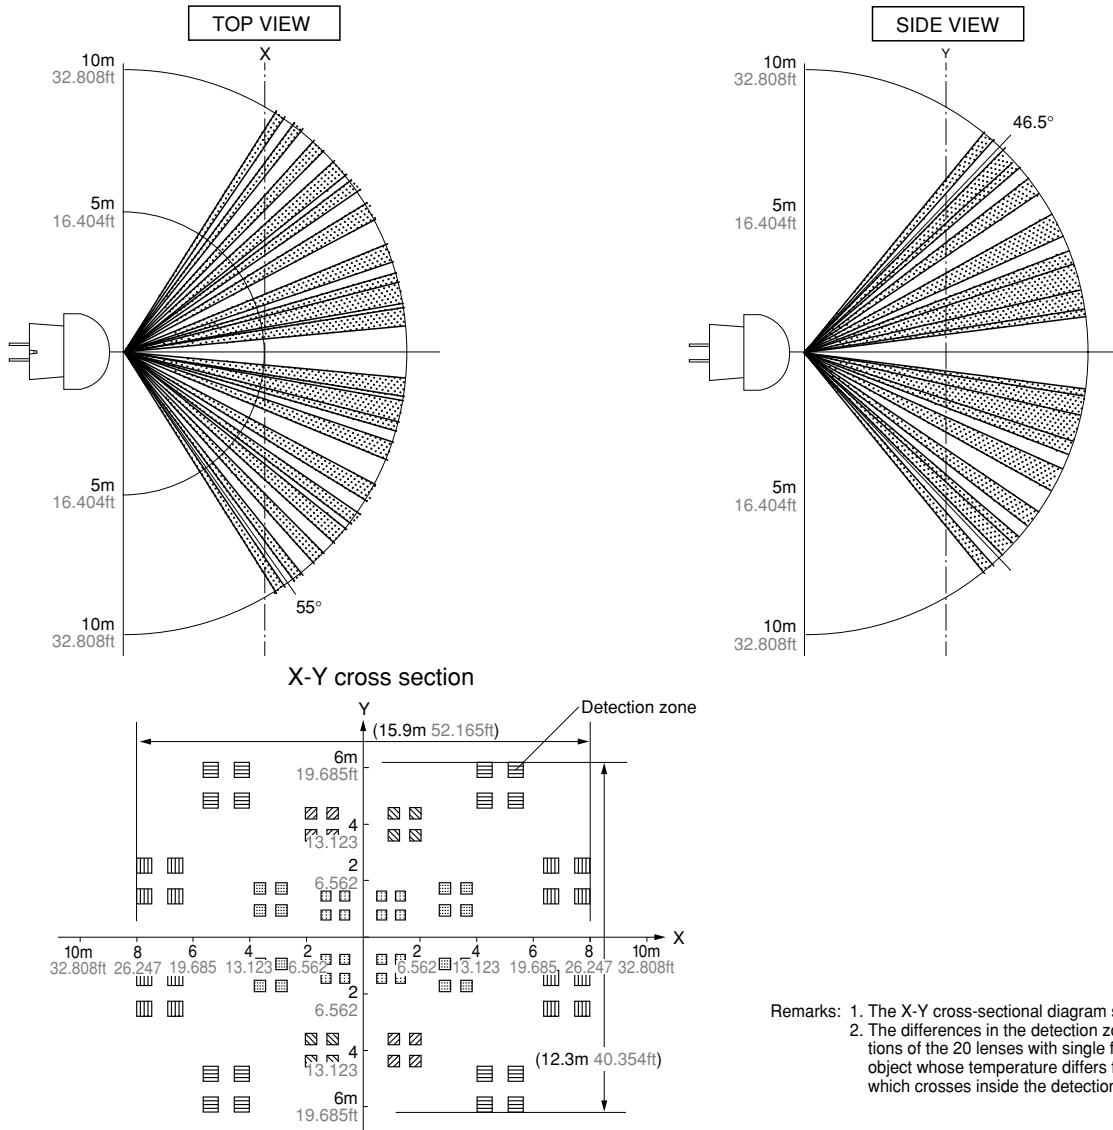 TOP VIEW
X
10m
32.808ft
5m
16.404ft
5m
16.404ft
10m
32.808ft
55°
SIDE VIEW
Y
10m
32.808ft
46.5°
5m
16.404ft
5m
16.404ft
10m
32.808ft
X-Y cross section
Y
(15.9m 52.165ft)
Detection zone
6m
19.685ft
4
13.123
2
6.562
X
10m 8 6 4 2 2 4 6 8 10m
32.808ft 26.247 19.685 13.123 6.562 6.562 13.123 19.685 26.247 32.808ft
2
6.562
4
13.123
6m
19.685ft
(12.3m 40.354ft)
Remarks: 1. The X-Y cross-sectional diagram
2. The differences in the detection
tions of the 20 lenses with single
object whose temperature differs
which crosses inside the detection